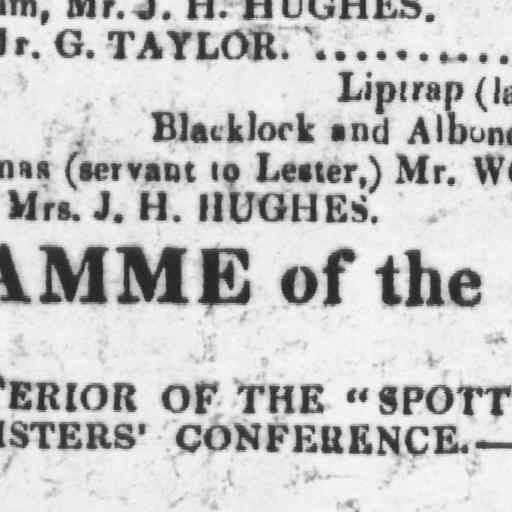 am, Mr. J. H. HUGHES.
Mr. G. TAYLOR. ..........
Liptrap (la
Blacklock and Albone
nas (servant to Lester,) Mr. W
Mrs. J. H. HUGHES.
AMME of the
TERIOR OF THE "SPOTT
ISTERS' CONFERENCE.—